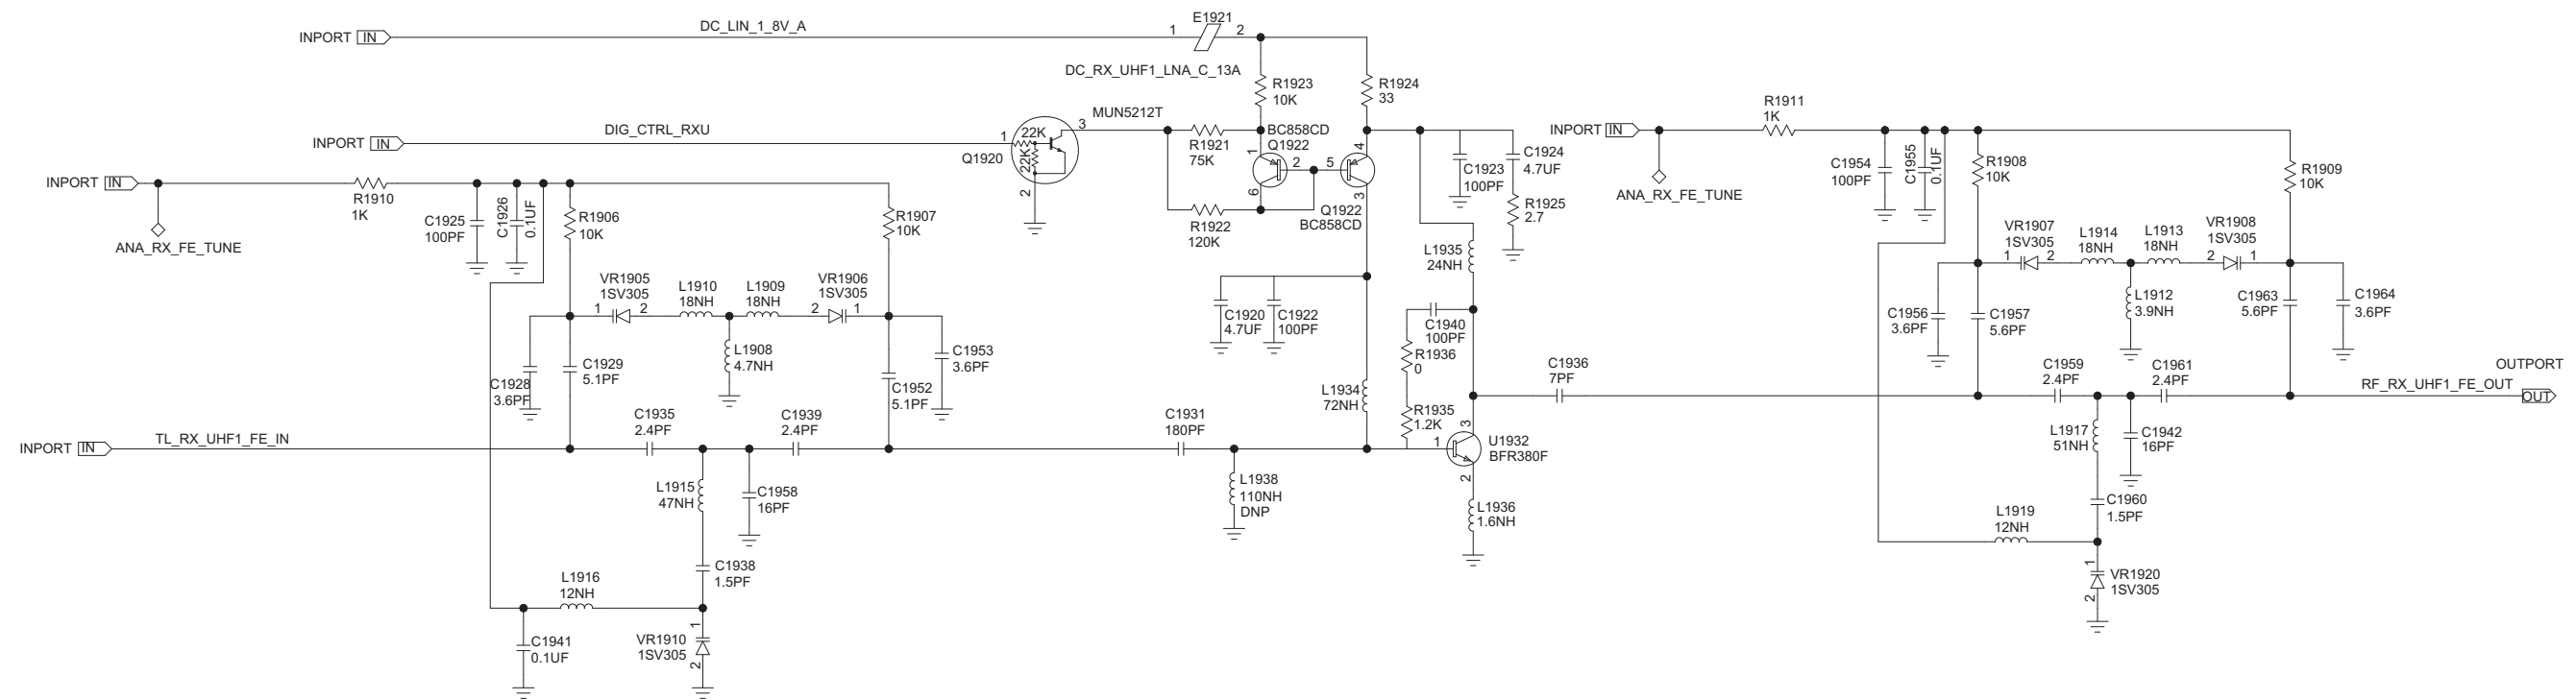 DC_LIN_1_8V_A
E1921
INPORT IN
1
2
DC_RX_UHF1_LNA_C_13A
R1923
10K
R1924
33
MUN5212T
DIG_CTRL_RXU
INPORT IN
1
22K
22K
3
Q1920
2
R1921
75K
BC858CD
Q1922
1
2
6
5
4
3
R1922
120K
Q1922
BC858CD
C1923
100PF
C1924
4.7UF
R1925
2.7
INPORT IN
R1910
1K
ANA_RX_FE_TUNE
C1925
100PF
C1926
0.1UF
R1906
10K
R1907
10K
VR1905
1SV305
1
2
L1910
18NH
L1909
18NH
VR1906
1SV305
2
1
L1908
4.7NH
C1928
3.6PF
C1929
5.1PF
C1952
5.1PF
C1953
3.6PF
INPORT IN
TL_RX_UHF1_FE_IN
C1935
2.4PF
C1939
2.4PF
L1915
47NH
C1958
16PF
C1938
1.5PF
L1916
12NH
C1941
0.1UF
VR1910
1SV305
1
2
C1931
180PF
L1938
110NH
DNP
C1920
4.7UF
C1922
100PF
L1934
72NH
L1935
24NH
C1940
100PF
R1936
0
R1935
1.2K
1
3
2
U1932
BFR380F
L1936
1.6NH
C1936
7PF
INPORT IN
R1911
1K
ANA_RX_FE_TUNE
C1954
100PF
C1955
0.1UF
R1908
10K
R1909
10K
VR1907
1SV305
1
2
L1914
18NH
L1913
18NH
VR1908
1SV305
2
1
L1912
3.9NH
C1956
3.6PF
C1957
5.6PF
C1963
5.6PF
C1964
3.6PF
C1959
2.4PF
C1961
2.4PF
OUTPORT
RF_RX_UHF1_FE_OUT
OUT
L1917
51NH
C1942
16PF
C1960
1.5PF
L1919
12NH
1
2
VR1920
1SV305